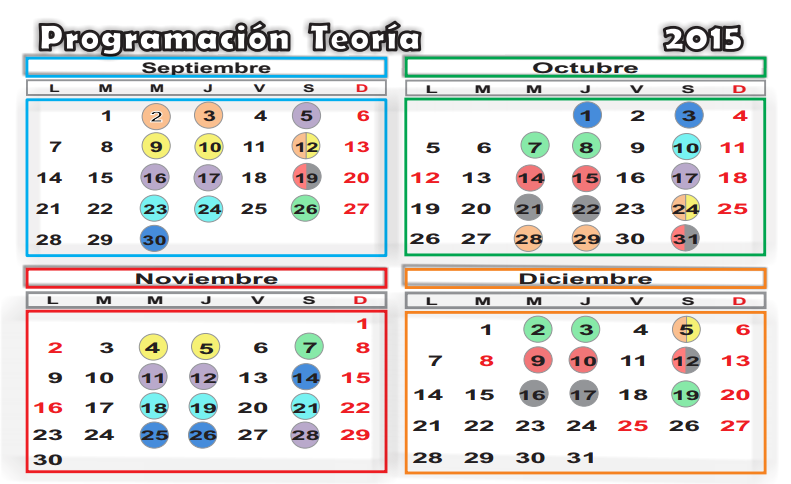 Programación Teoría 2015
Septiembre
L M M J V S D
1 2 3 4 5 6
7 8 9 10 11 12 13
14 15 16 17 18 19 20
21 22 23 24 25 26 27
28 29 30
Octubre
L M M J V S D
1 2 3 4
5 6 7 8 9 10 11
12 13 14 15 16 17 18
19 20 21 22 23 24 25
26 27 28 29 30 31
Noviembre
L M M J V S D
1
2 3 4 5 6 7 8
9 10 11 12 13 14 15
16 17 18 19 20 21 22
23 24 25 26 27 28 29
30
Diciembre
L M M J V S D
1 2 3 4 5 6
7 8 9 10 11 12 13
14 15 16 17 18 19 20
21 22 23 24 25 26 27
28 29 30 31